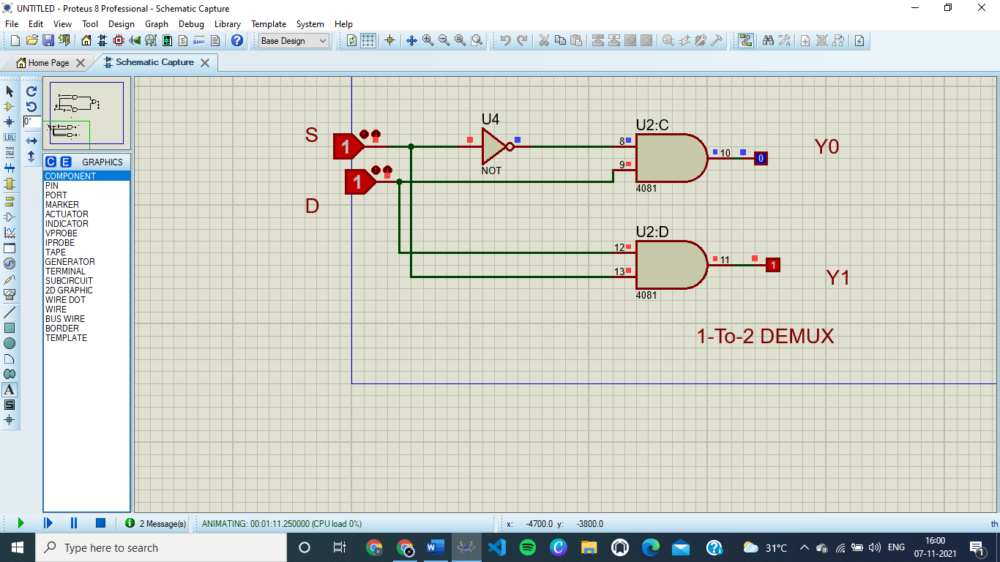 UNTITLED - Proteus 8 Professional - Schematic Capture
File Edit View Tool Design Graph Debug Library Template System Help
Base Design
Home Page Schematic Capture
0°
LBL
C E GRAPHICS
COMPONENT
PIN
PORT
MARKER
ACTUATOR
INDICATOR
VPROBE
IPROBE
TAPE
GENERATOR
TERMINAL
SUBCIRCUIT
2D GRAPHIC
WIRE DOT
WIRE
BUS WIRE
BORDER
TEMPLATE
A
S
S
1
D
1
U4
NOT
U2:C
8
9
10
4081
0
Y0
U2:D
12
13
11
4081
1
Y1
1-To-2 DEMUX
2 Message(s) ANIMATING: 00:01:11.250000 (CPU load 0%) x: -4700.0 y: -3800.0 th
Type here to search
31°C ENG 16:00
07-11-2021
1